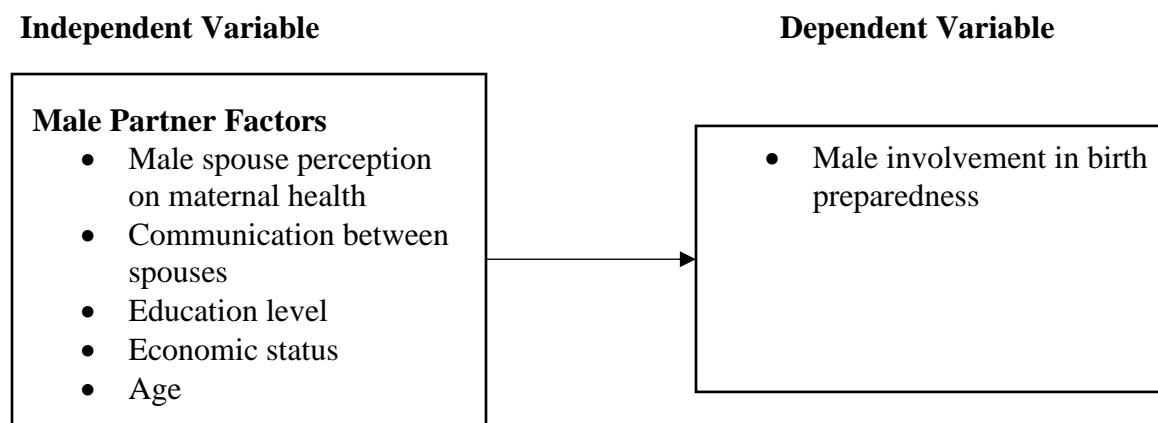 Independent Variable
Dependent Variable
Male Partner Factors
• Male spouse perception
on maternal health
• Communication between
spouses
• Education level
• Economic status
• Age
• Male involvement in birth
preparedness